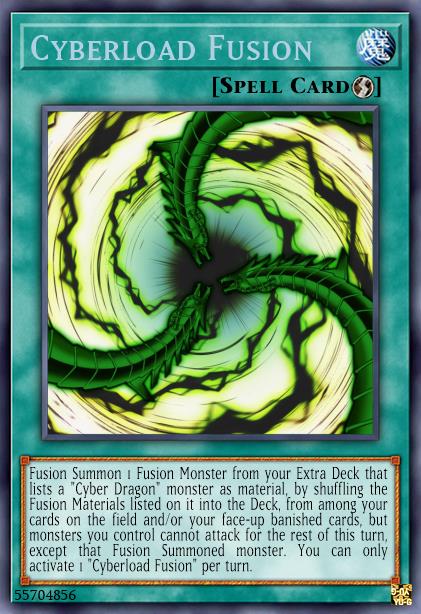 Cyberload Fusion
魔
[Spell Card]
Fusion Summon 1 Fusion Monster from your Extra Deck that
lists a "Cyber Dragon" monster as material, by shuffling the
Fusion Materials listed on it into the Deck, from among your
cards on the field and/or your face-up banished cards, but
monsters you control cannot attack for the rest of this turn,
except that Fusion Summoned monster. You can only
activate 1 "Cyberload Fusion" per turn.
55704856